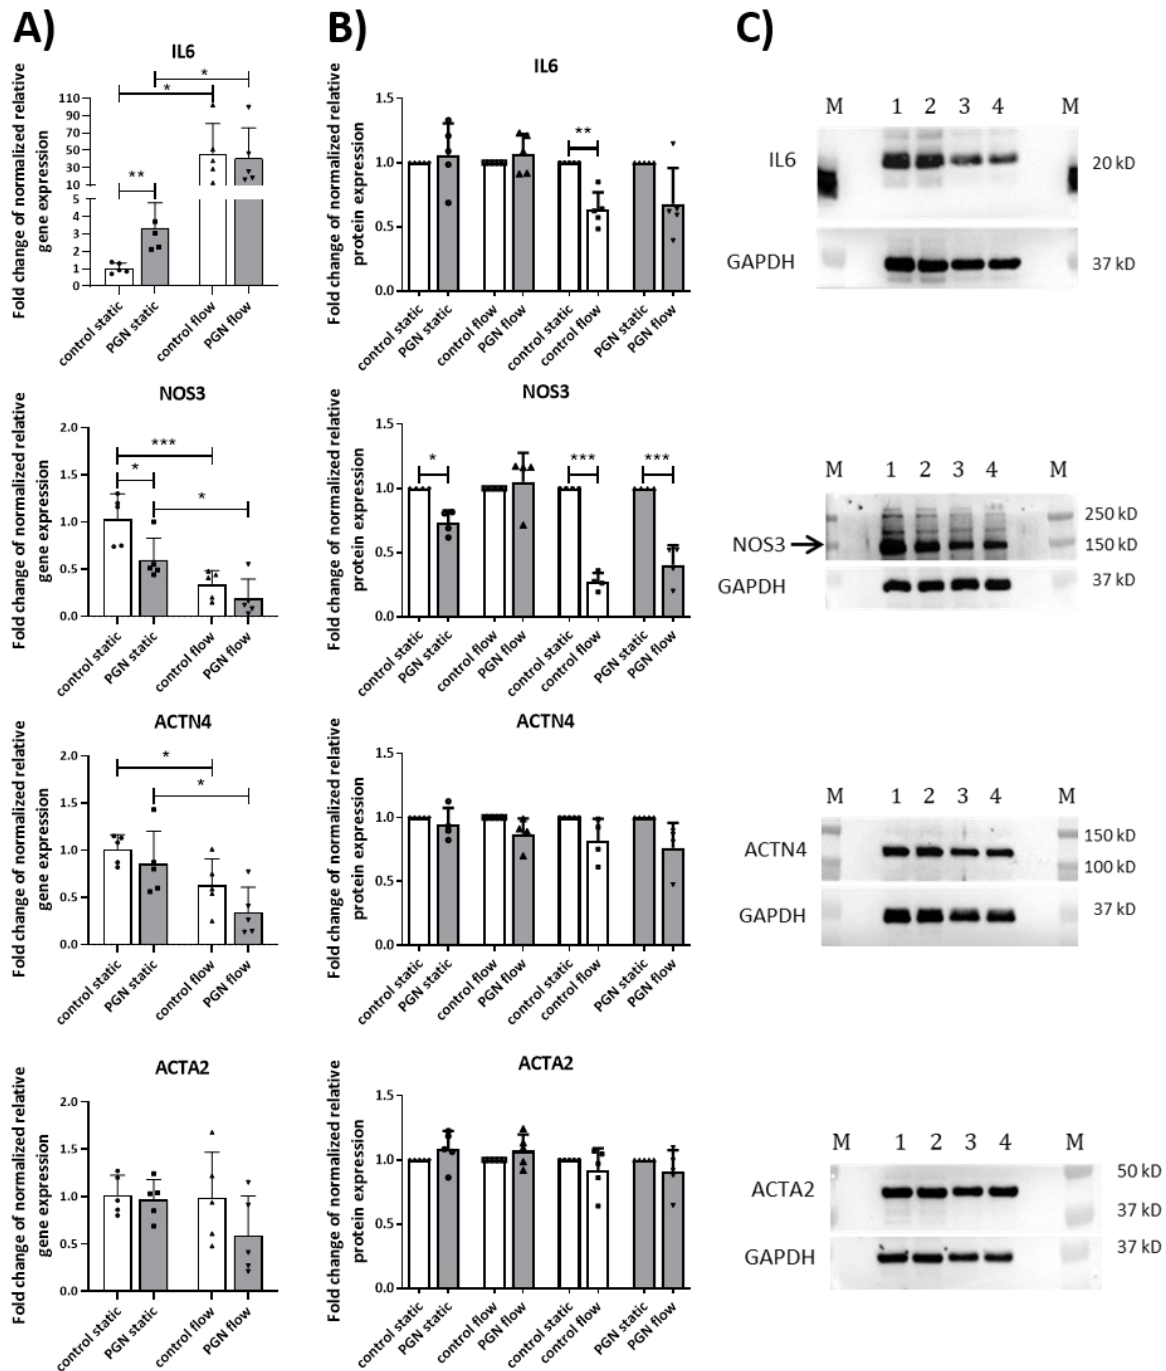 A)
B)
C)
IL6
Fold change of normalized relative
gene expression
110
90
70
50
30
10
5
4
3
2
1
0
*
*
**
control static
PGN static
control flow
PGN flow
IL6
Fold change of normalized relative
protein expression
1.5
1.0
0.5
0.0
**
control static
PGN static
control flow
PGN flow
control static
control flow
PGN static
PGN flow
M 1 2 3 4 M
IL6 20 kD
GAPDH 37 kD
NOS3
Fold change of normalized relative
gene expression
2.0
1.5
1.0
0.5
0.0
***
*
*
control static
PGN static
control flow
PGN flow
NOS3
Fold change of normalized relative
protein expression
1.5
1.0
0.5
0.0
*
***
***
control static
PGN static
control flow
PGN flow
control static
control flow
PGN static
PGN flow
M 1 2 3 4 M
250 kD
NOS3 150 kD
GAPDH 37 kD
ACTN4
Fold change of normalized relative
gene expression
2.0
1.5
1.0
0.5
0.0
*
*
control static
PGN static
control flow
PGN flow
ACTN4
Fold change of normalized relative
protein expression
1.5
1.0
0.5
0.0
control static
PGN static
control flow
PGN flow
control static
control flow
PGN static
PGN flow
M 1 2 3 4 M
150 kD
ACTN4
100 kD
GAPDH 37 kD
ACTA2
Fold change of normalized relative
gene expression
2.0
1.5
1.0
0.5
0.0
control static
PGN static
control flow
PGN flow
ACTA2
Fold change of normalized relative
protein expression
1.5
1.0
0.5
0.0
control static
PGN static
control flow
PGN flow
control static
control flow
PGN static
PGN flow
M 1 2 3 4 M
50 kD
ACTA2
37 kD
GAPDH 37 kD